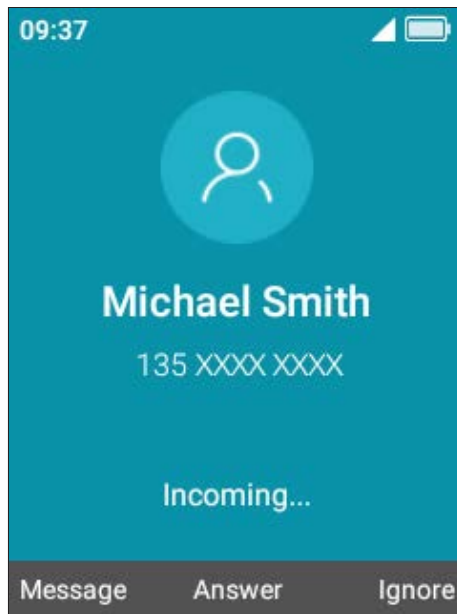 09:37
Michael Smith
135 XXXX XXXX
Incoming...
Message Answer Ignore